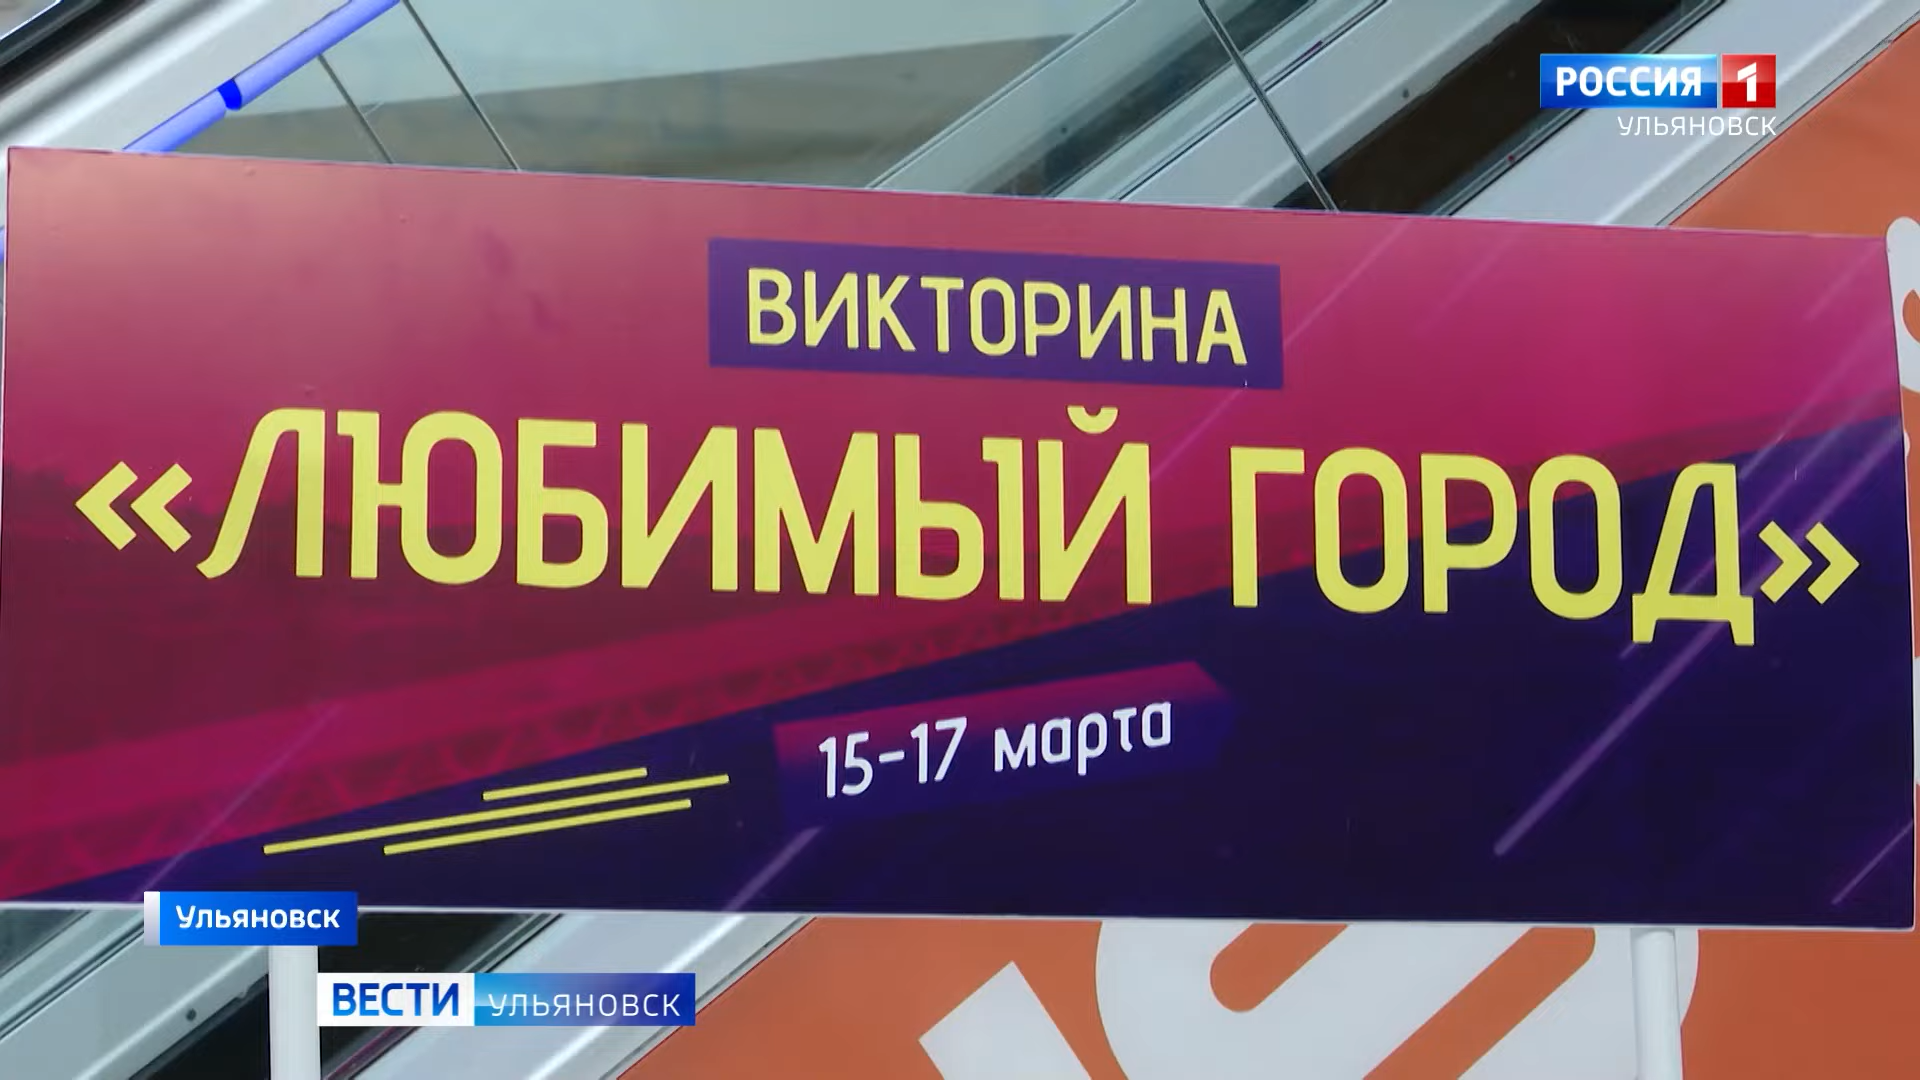 РОССИЯ 1
УЛЬЯНОВСК
ВИКТОРИНА
«ЛЮБИМЫЙ ГОРОД»
15-17 марта
Ульяновск
ВЕСТИ УЛЬЯНОВСК